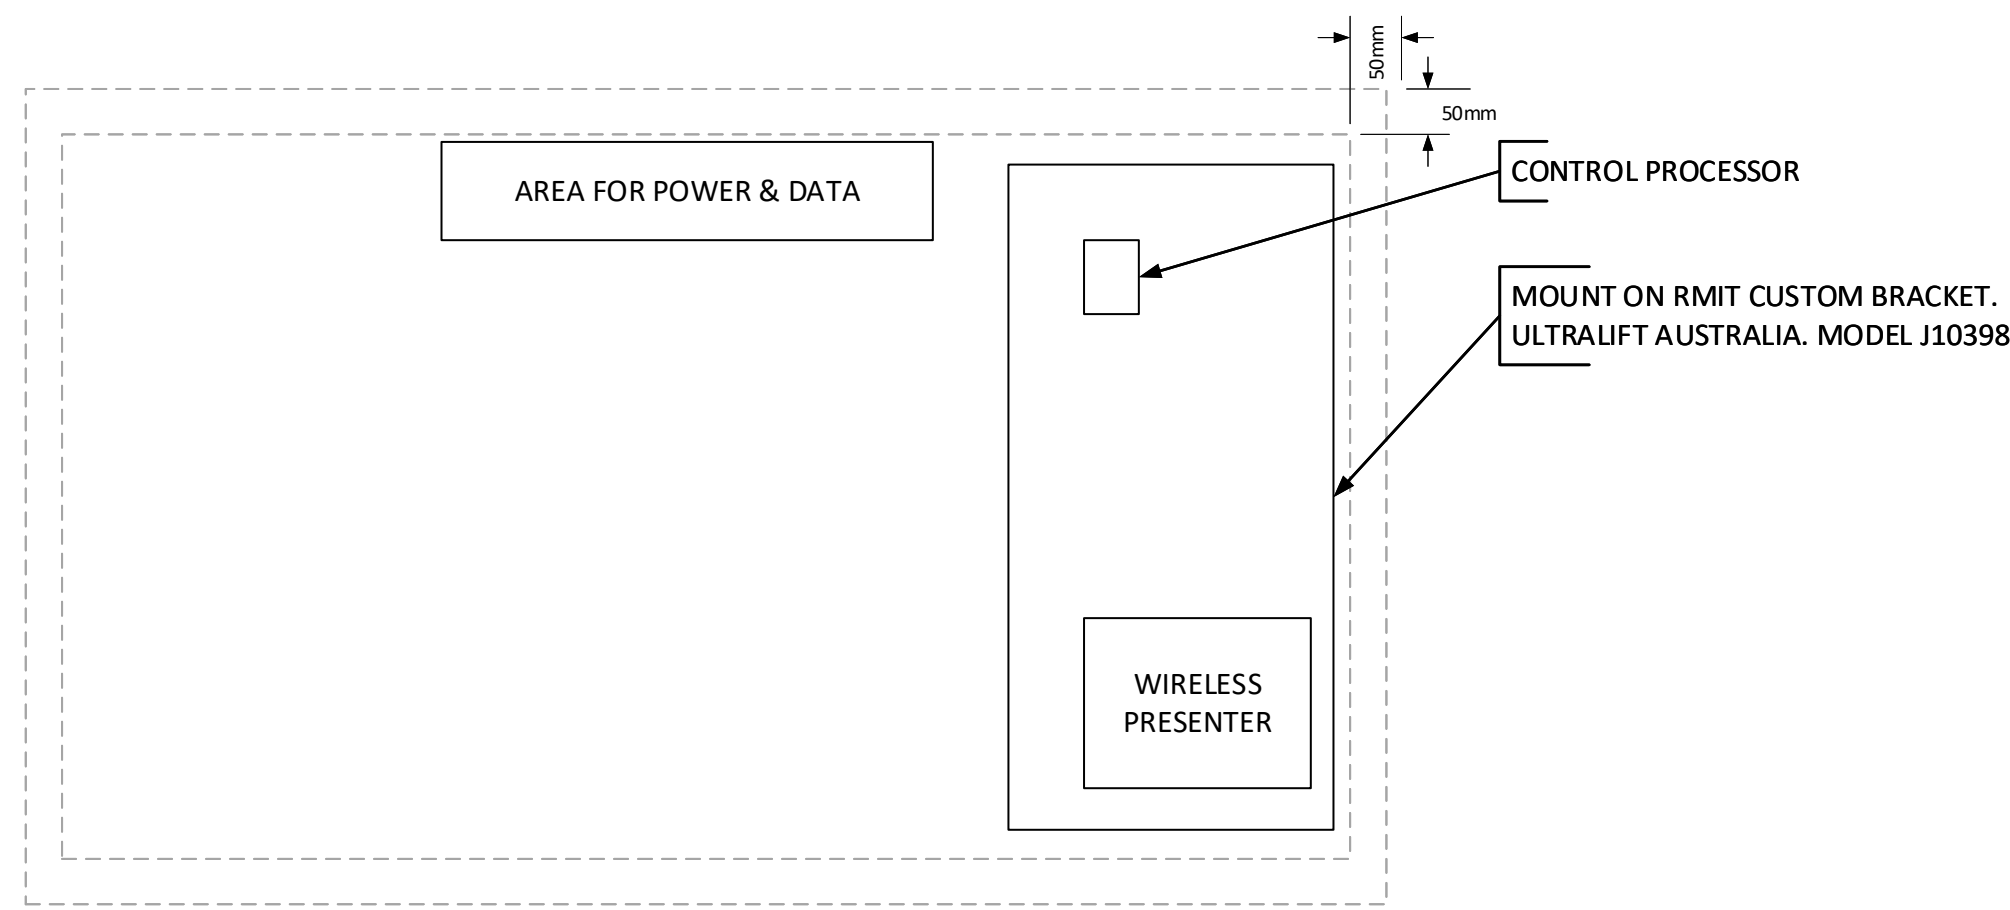 50mm
50mm
AREA FOR POWER & DATA
CONTROL PROCESSOR
MOUNT ON RMIT CUSTOM BRACKET.
ULTRALIFT AUSTRALIA. MODEL J10398
WIRELESS
PRESENTER